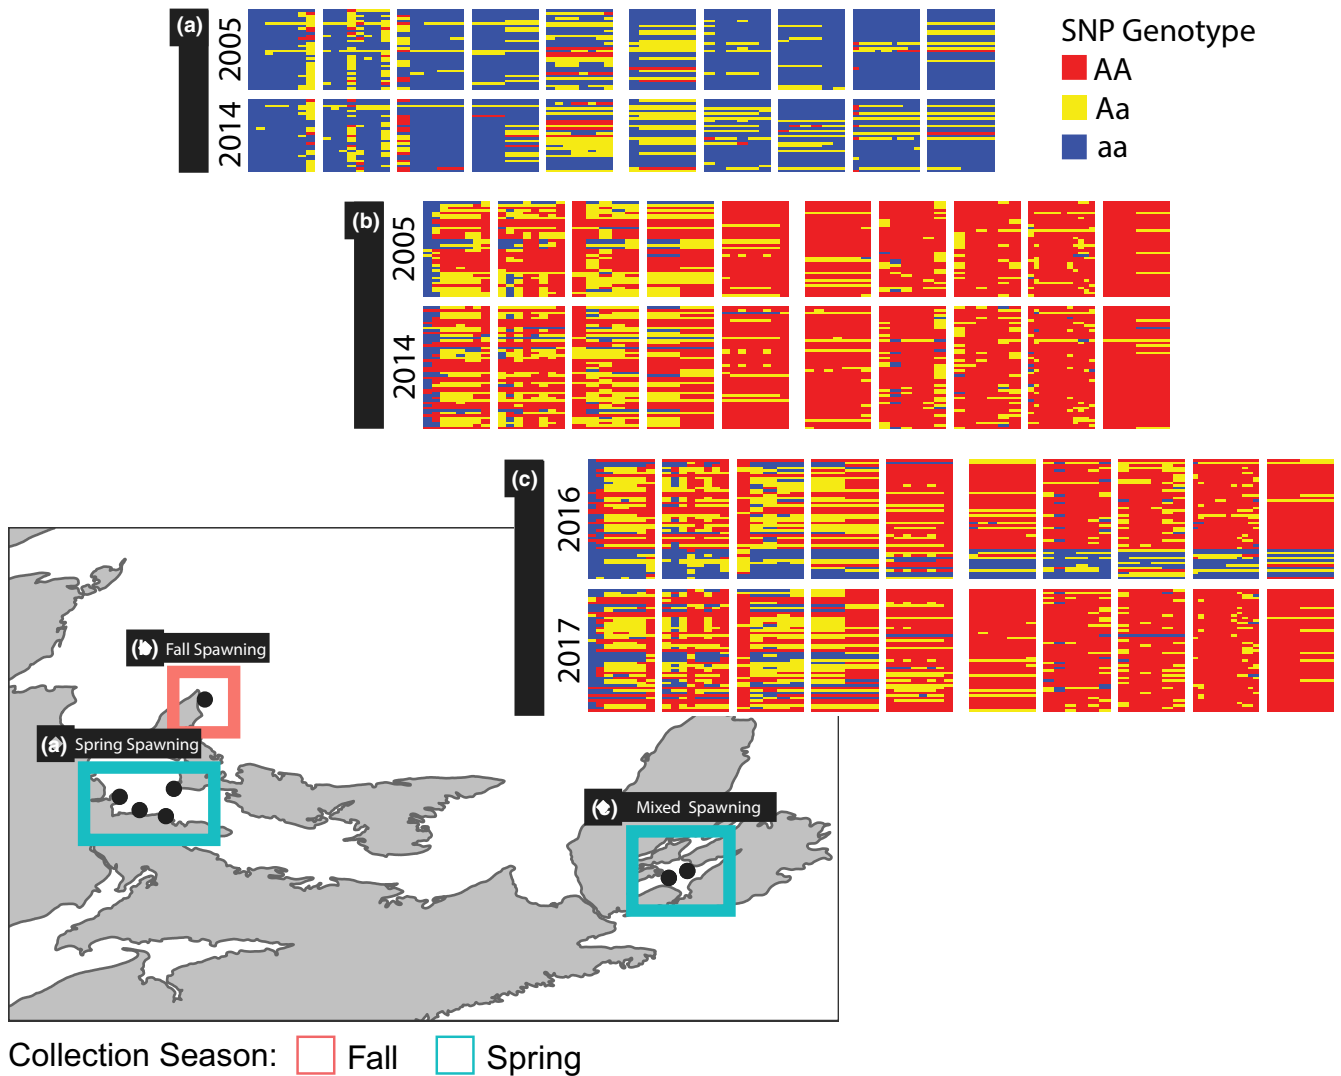 (a)
2005
2014
SNP Genotype
AA
Aa
aa
(b)
2005
2014
(c)
2016
2017
Fall Spawning
(a) Spring Spawning
Mixed Spawning
Collection Season: Fall Spring